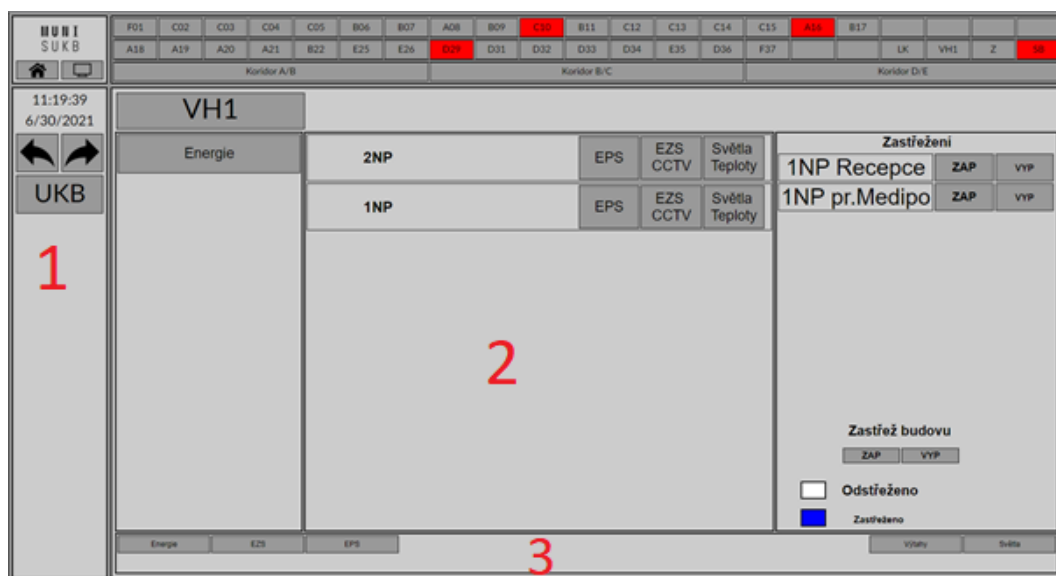 MUNI
SUKB
F01 C02 C03 C04 C05 B06 B07 A08 B09 C10 B11 C12 C13 C14 C15 A16 B17
A18 A19 A20 A21 B22 E25 E26 D29 D31 D32 D33 D34 E35 D36 F37 LK VH1 Z SB
Koridor A/B Koridor B/C Koridor D/E
11:19:39
6/30/2021
UKB
1
VH1
Energie
2NP EPS EZS CCTV Světla Teploty
1NP EPS EZS CCTV Světla Teploty
2
Zastřežení
1NP Recepce ZAP VYP
1NP pr.Medipo ZAP VYP
Zastřež budovu
ZAP VYP
Odstřeženo
Zastřeženo
Energie EZS EPS 3 Výtahy Světla